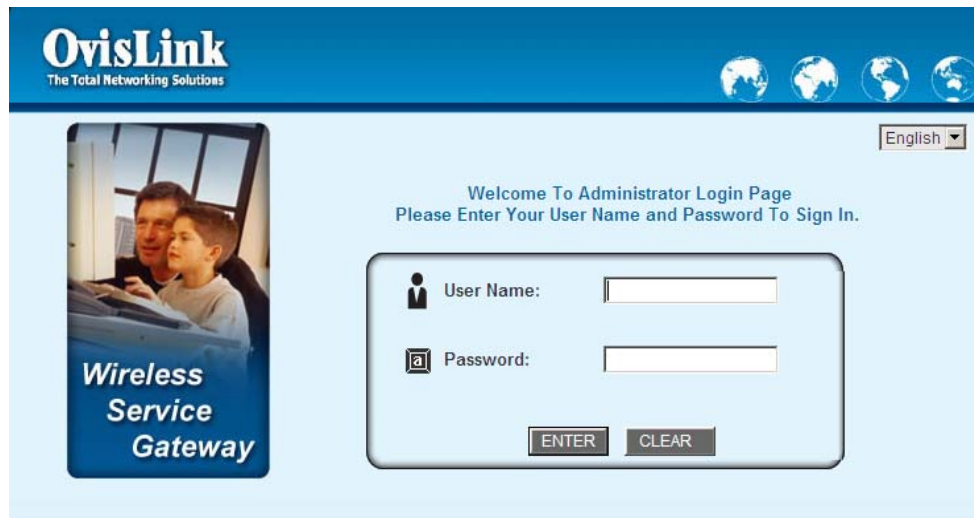 OvisLink
The Total Networking Solutions
English
Welcome To Administrator Login Page
Please Enter Your User Name and Password To Sign In.
User Name:
a Password:
Wireless
Service
Gateway
ENTER CLEAR